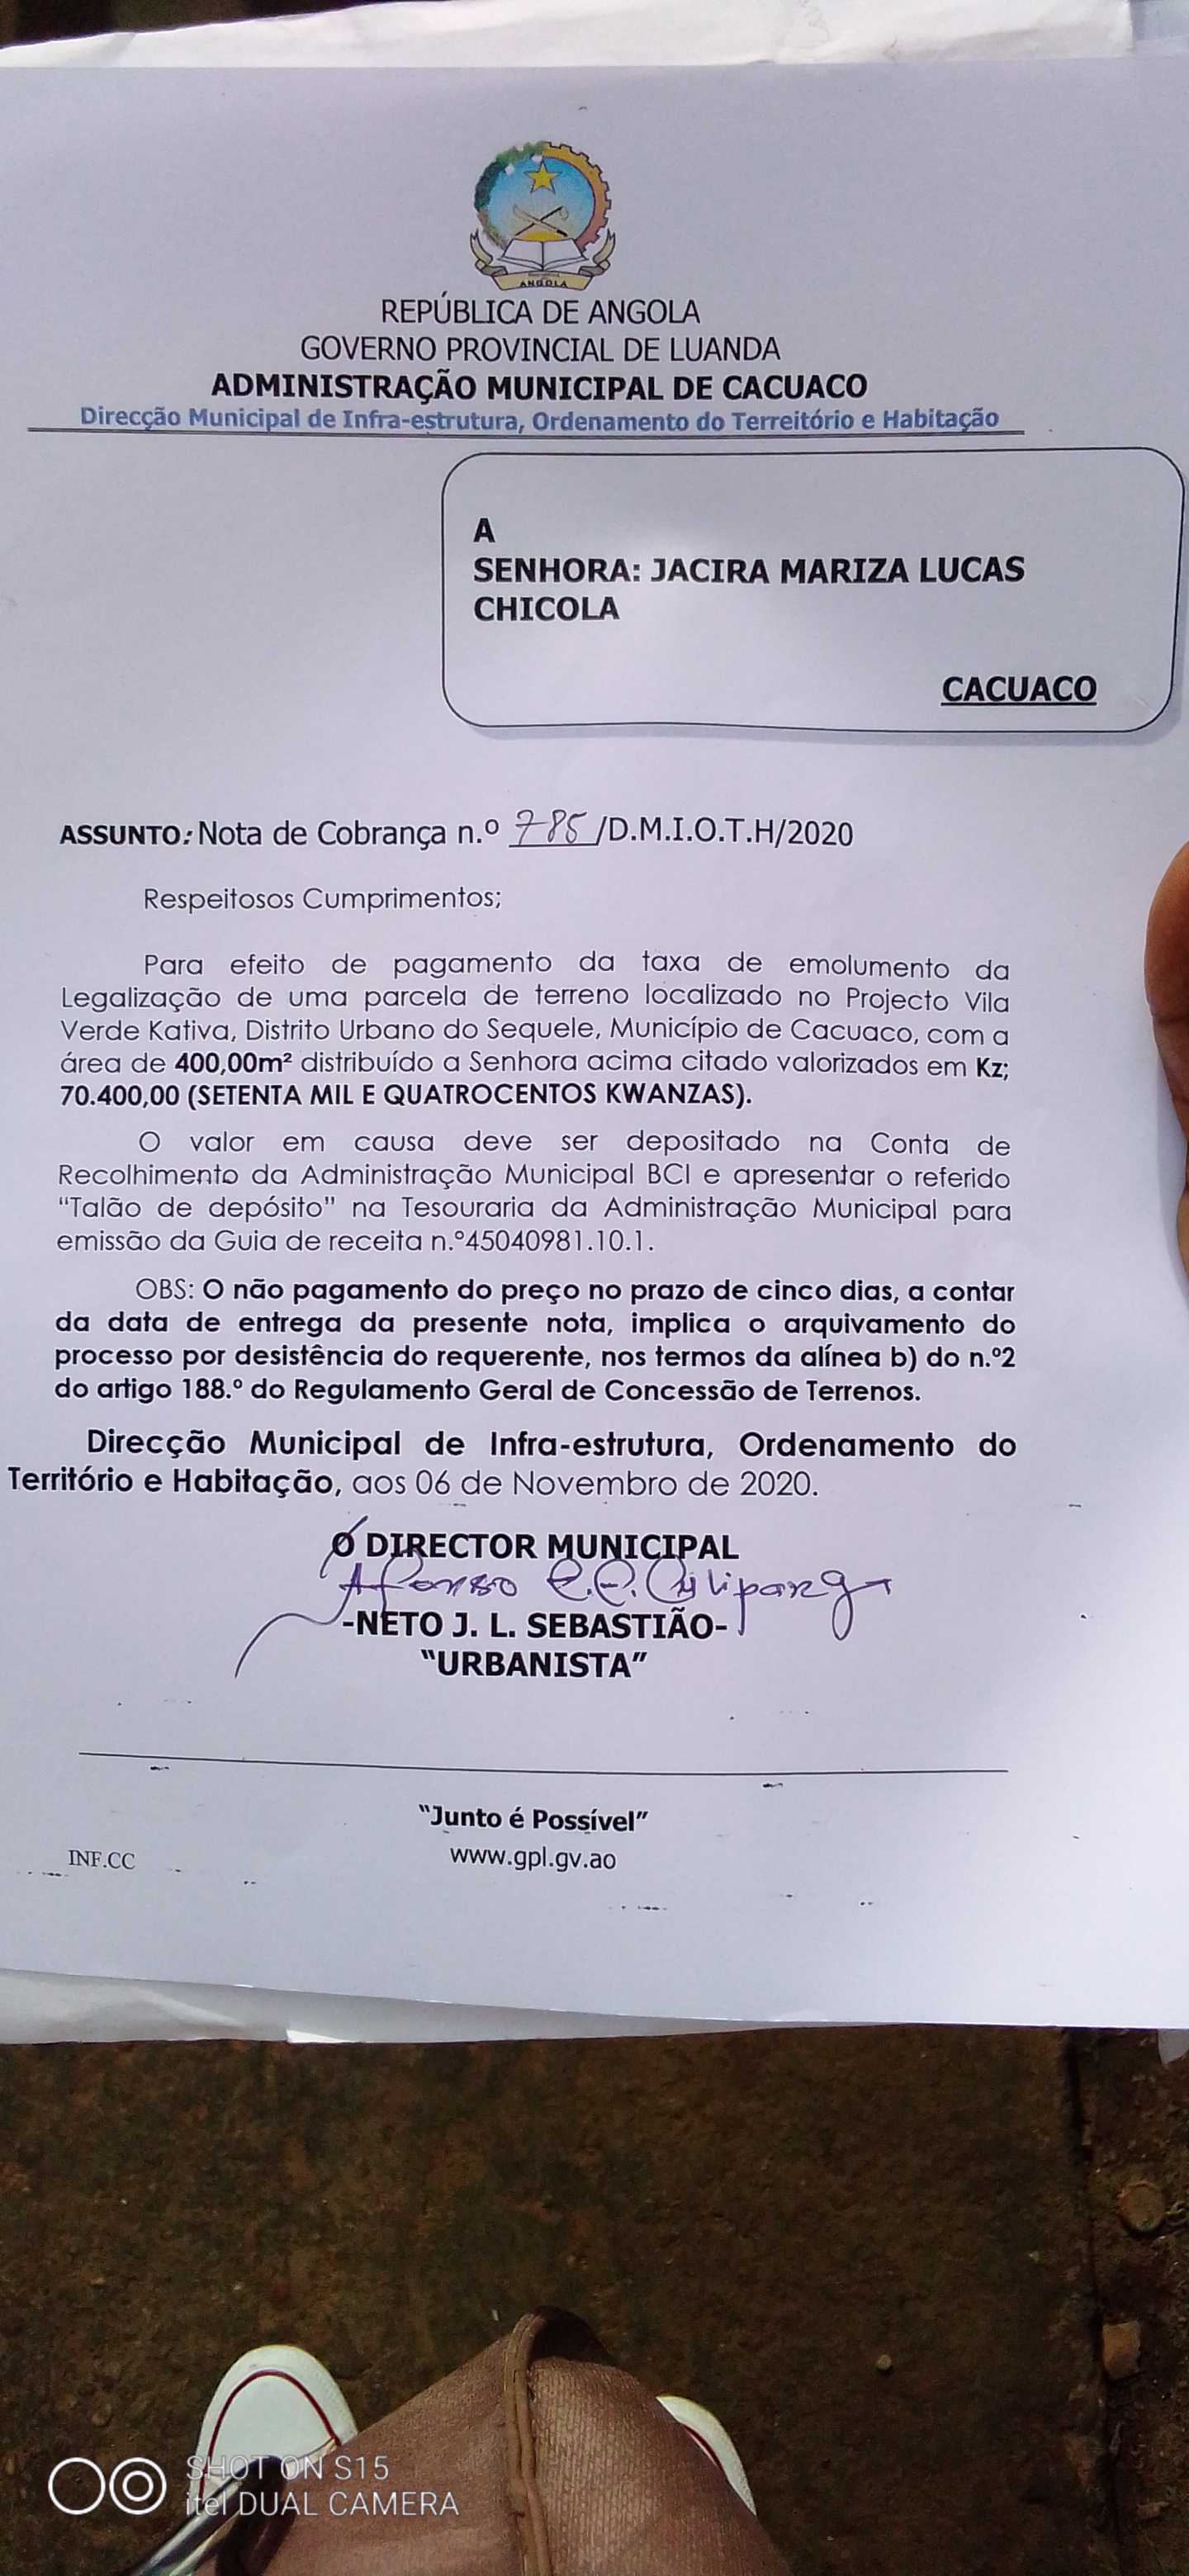 ANGOLA
REPÚBLICA DE ANGOLA
GOVERNO PROVINCIAL DE LUANDA
ADMINISTRAÇÃO MUNICIPAL DE CACUACO
Direcção Municipal de Infra-estrutura, Ordenamento do Terreitório e Habitação
A
SENHORA: JACIRA MARIZA LUCAS
CHICOLA
CACUACO
ASSUNTO: Nota de Cobrança n.º 785/D.M.I.O.T.H/2020
Respeitosos Cumprimentos;
Para efeito de pagamento da taxa de emolumento da
Legalização de uma parcela de terreno localizado no Projecto Vila
Verde Kativa, Distrito Urbano do Sequele, Município de Cacuaco, com a
área de 400,00m² distribuído a Senhora acima citado valorizados em Kz;
70.400,00 (SETENTA MIL E QUATROCENTOS KWANZAS).
O valor em causa deve ser depositado na Conta de
Recolhimento da Administração Municipal BCI e apresentar o referido
"Talão de depósito" na Tesouraria da Administração Municipal para
emissão da Guia de receita n.º45040981.10.1.
OBS: O não pagamento do preço no prazo de cinco dias, a contar
da data de entrega da presente nota, implica o arquivamento do
processo por desistência do requerente, nos termos da alínea b) do n.º2
do artigo 188.º do Regulamento Geral de Concessão de Terrenos.
Direcção Municipal de Infra-estrutura, Ordenamento do
Território e Habitação, aos 06 de Novembro de 2020.
O DIRECTOR MUNICIPAL
Afonso
-NETO J. L. SEBASTIÃO-
"URBANISTA"
"Junto é Possível"
www.gpl.gv.ao
INF.CC
SHOT ON S15
itel DUAL CAMERA